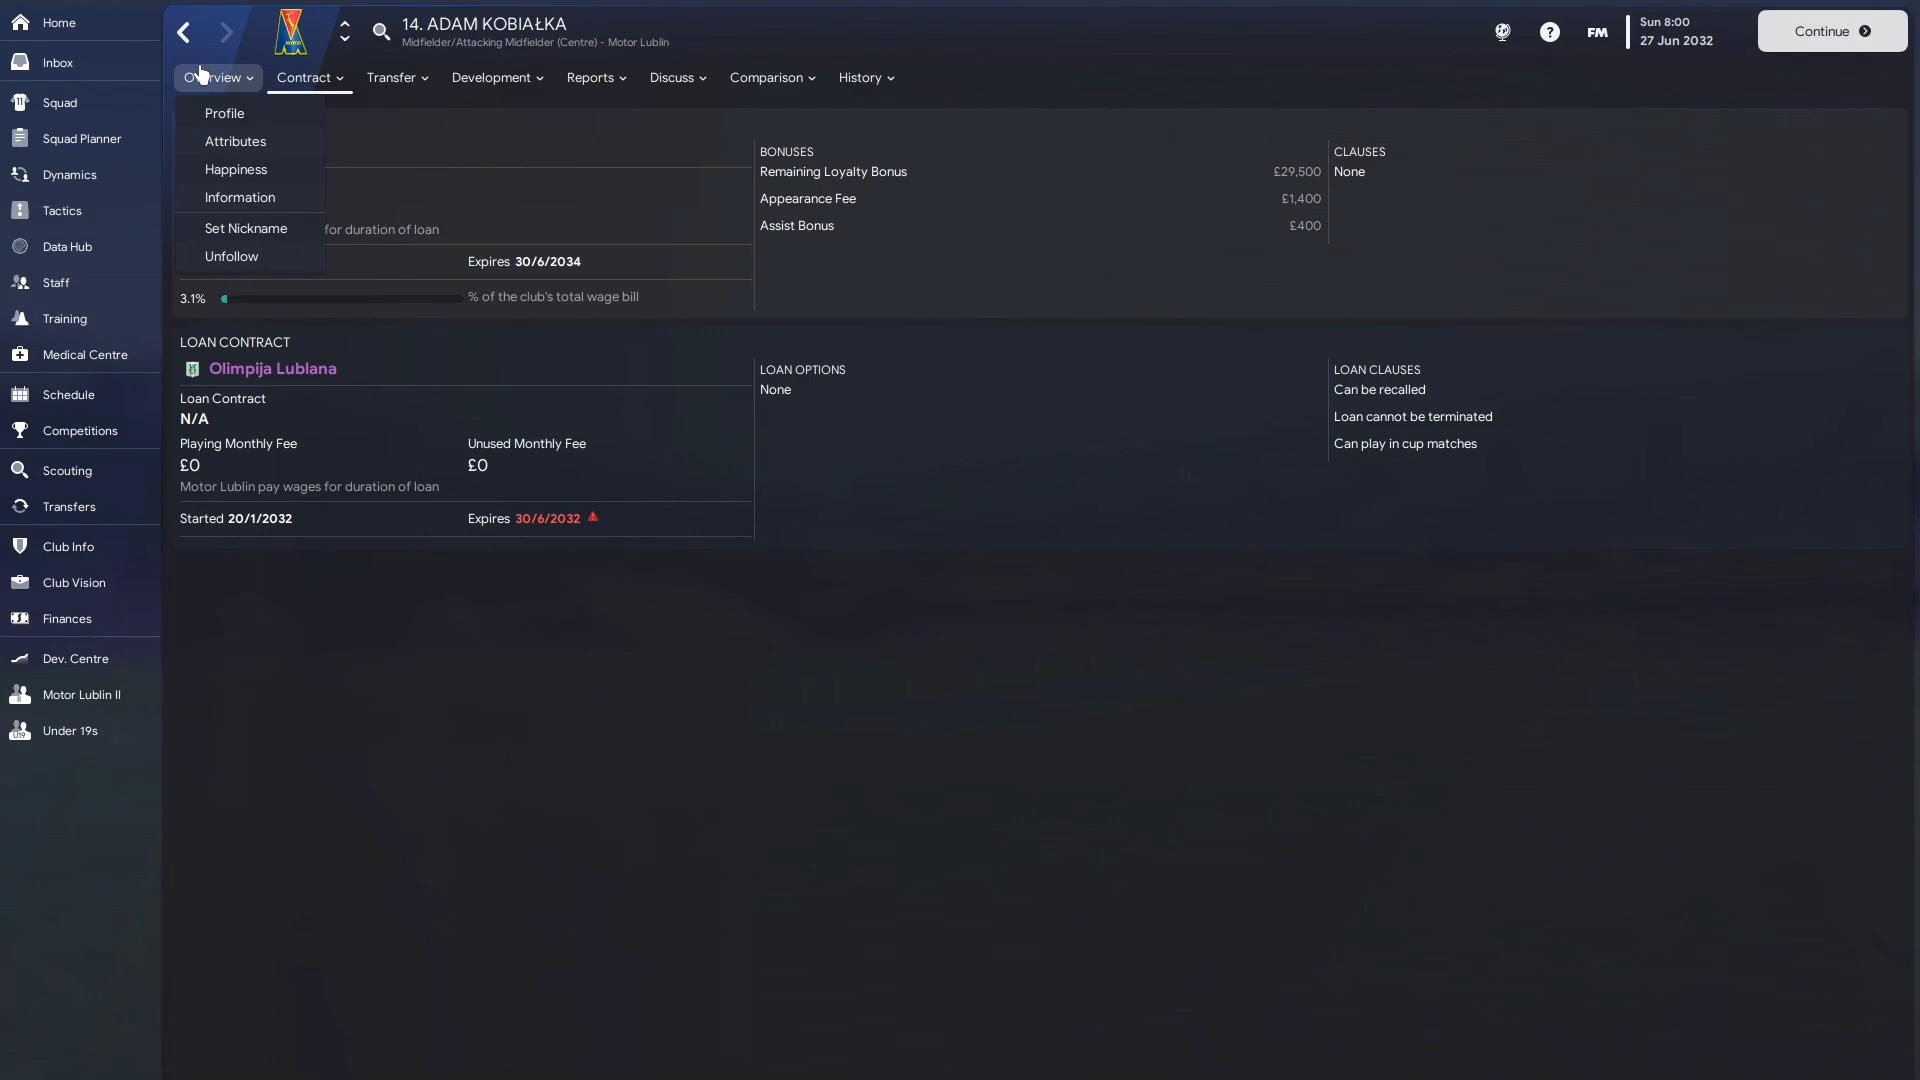 Home
Inbox
Squad
Squad Planner
Dynamics
Tactics
Data Hub
Staff
Training
Medical Centre
Schedule
Competitions
Scouting
Transfers
Club Info
Club Vision
Finances
Dev. Centre
Motor Lublin II
Under 19s
14. ADAM KOBIAŁKA
Midfielder/Attacking Midfielder (Centre) - Motor Lublin
FM
Sun 8:00
27 Jun 2032
Continue
Overview
Contract
Transfer
Development
Reports
Discuss
Comparison
History
Profile
Attributes
Happiness
Information
Set Nickname
Unfollow
for duration of loan
Expires 30/6/2034
3.1%
% of the club's total wage bill
BONUSES
Remaining Loyalty Bonus £29,500
Appearance Fee £1,400
Assist Bonus £400
CLAUSES
None
LOAN CONTRACT
Olimpija Lublana
Loan Contract
N/A
Playing Monthly Fee
£0
Unused Monthly Fee
£0
Motor Lublin pay wages for duration of loan
Started 20/1/2032
Expires 30/6/2032
LOAN OPTIONS
None
LOAN CLAUSES
Can be recalled
Loan cannot be terminated
Can play in cup matches